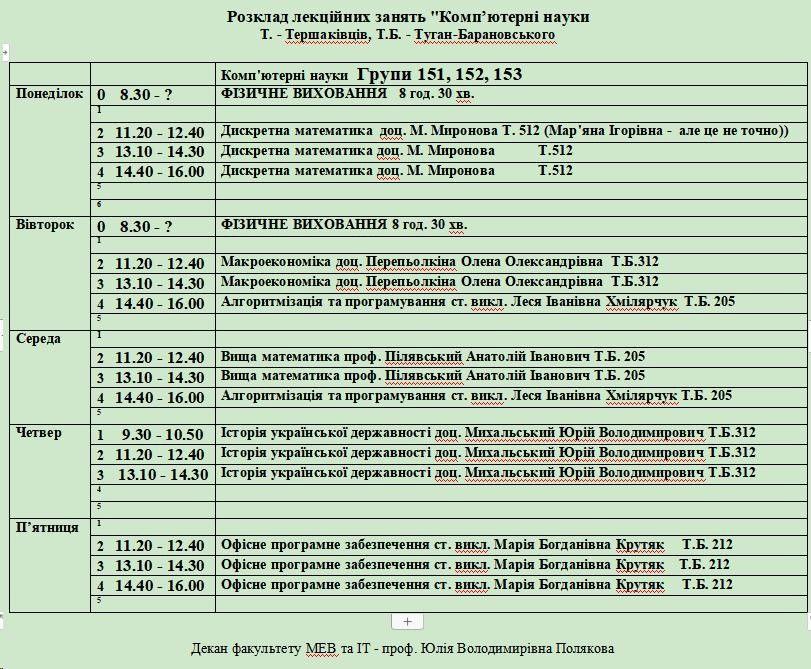 Розклад лекційних занять "Комп’ютерні науки
Т. - Тершаківців, Т.Б. - Туган-Барановського
Комп'ютерні науки Групи 151, 152, 153
Понеділок 0 8.30 - ? ФІЗИЧНЕ ВИХОВАННЯ 8 год. 30 хв.
1
2 11.20 - 12.40 Дискретна математика доц. М. Миронова Т. 512 (Мар'яна Ігорівна - але це не точно))
3 13.10 - 14.30 Дискретна математика доц. М. Миронова Т.512
4 14.40 - 16.00 Дискретна математика доц. М. Миронова Т.512
5
6
Вівторок 0 8.30 - ? ФІЗИЧНЕ ВИХОВАННЯ 8 год. 30 хв.
1
2 11.20 - 12.40 Макроекономіка доц. Перепьолкіна Олена Олександрівна Т.Б.312
3 13.10 - 14.30 Макроекономіка доц. Перепьолкіна Олена Олександрівна Т.Б.312
4 14.40 - 16.00 Алгоритмізація та програмування ст. викл. Леся Іванівна Хмілярчук Т.Б. 205
5
Середа 1
2 11.20 - 12.40 Вища математика проф. Пілявський Анатолій Іванович Т.Б. 205
3 13.10 - 14.30 Вища математика проф. Пілявський Анатолій Іванович Т.Б. 205
4 14.40 - 16.00 Алгоритмізація та програмування ст. викл. Леся Іванівна Хмілярчук Т.Б. 205
5
Четвер 1 9.30 - 10.50 Історія української державності доц. Михальський Юрій Володимирович Т.Б.312
2 11.20 - 12.40 Історія української державності доц. Михальський Юрій Володимирович Т.Б.312
3 13.10 - 14.30 Історія української державності доц. Михальський Юрій Володимирович Т.Б.312
4
5
П’ятниця 1
2 11.20 - 12.40 Офісне програмне забезпечення ст. викл. Марія Богданівна Крутяк Т.Б. 212
3 13.10 - 14.30 Офісне програмне забезпечення ст. викл. Марія Богданівна Крутяк Т.Б. 212
4 14.40 - 16.00 Офісне програмне забезпечення ст. викл. Марія Богданівна Крутяк Т.Б. 212
5
Декан факультету МЕВ та ІТ - проф. Юлія Володимирівна Полякова